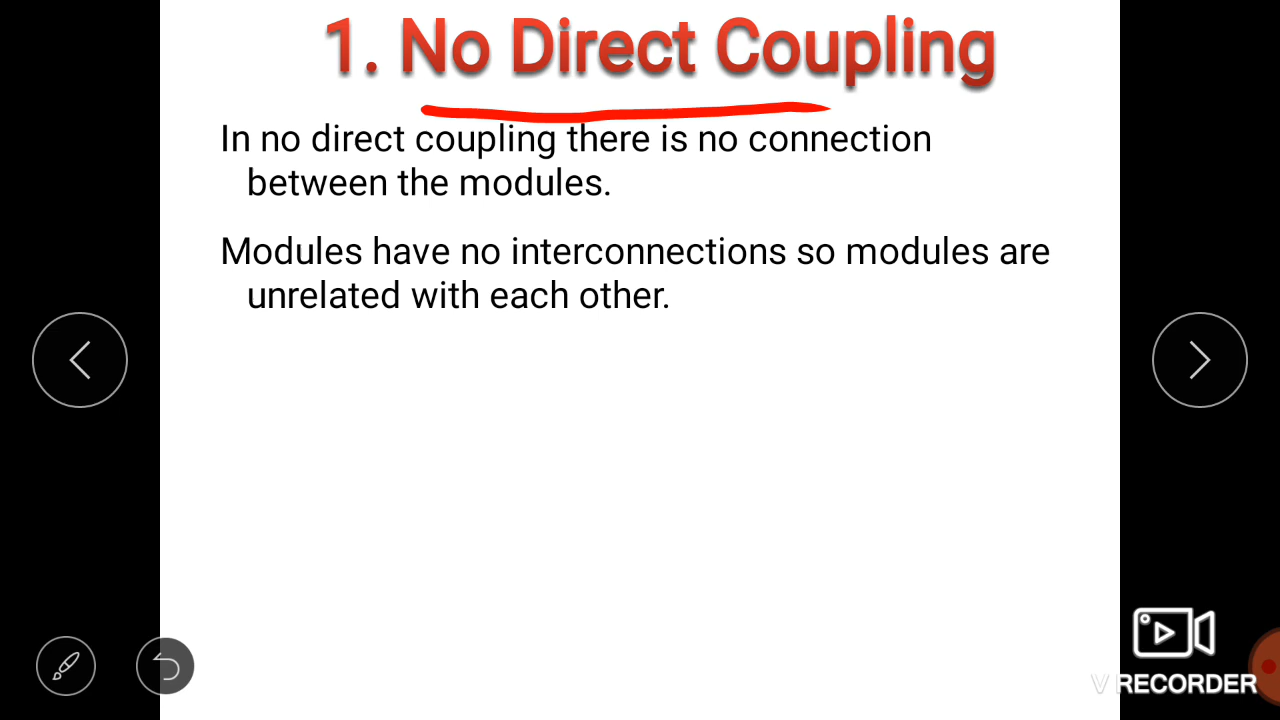 1. No Direct Coupling
In no direct coupling there is no connection
between the modules.
Modules have no interconnections so modules are
unrelated with each other.
V RECORDER